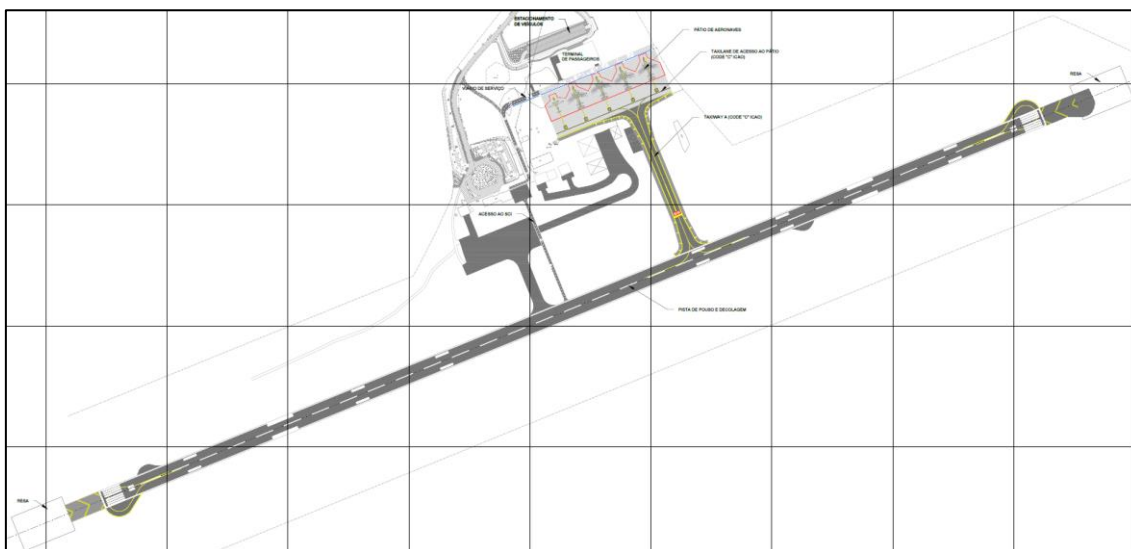 ESTACIONAMENTO
DE VEÍCULOS
PÁTIO DE AERONAVES
TERMINAL
DE PASSAGEIROS
TAXILANE DE ACESSO AO PÁTIO
(CODE "C" ICAO)
RESA
VIÁRIO DE SERVIÇO
TAXIWAY A (CODE "C" ICAO)
ACESSO AO SCI
PISTA DE POUSO E DECOLAGEM
RESA